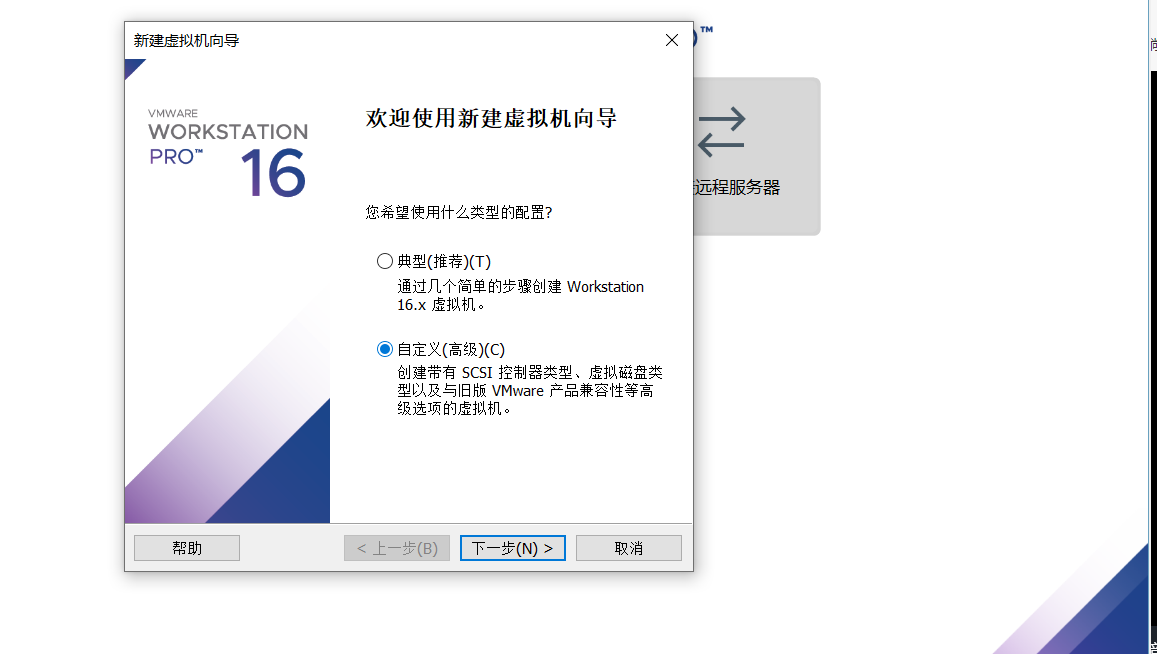 新建虚拟机向导
™
VMWARE
WORKSTATION
PRO™ 16
欢迎使用新建虚拟机向导
远程服务器
您希望使用什么类型的配置?
典型(推荐)(T)
通过几个简单的步骤创建 Workstation
16.x 虚拟机。
自定义(高级)(C)
创建带有 SCSI 控制器类型、虚拟磁盘类
型以及与旧版 VMware 产品兼容性等高
级选项的虚拟机。
帮助
< 上一步(B)
下一步(N) >
取消